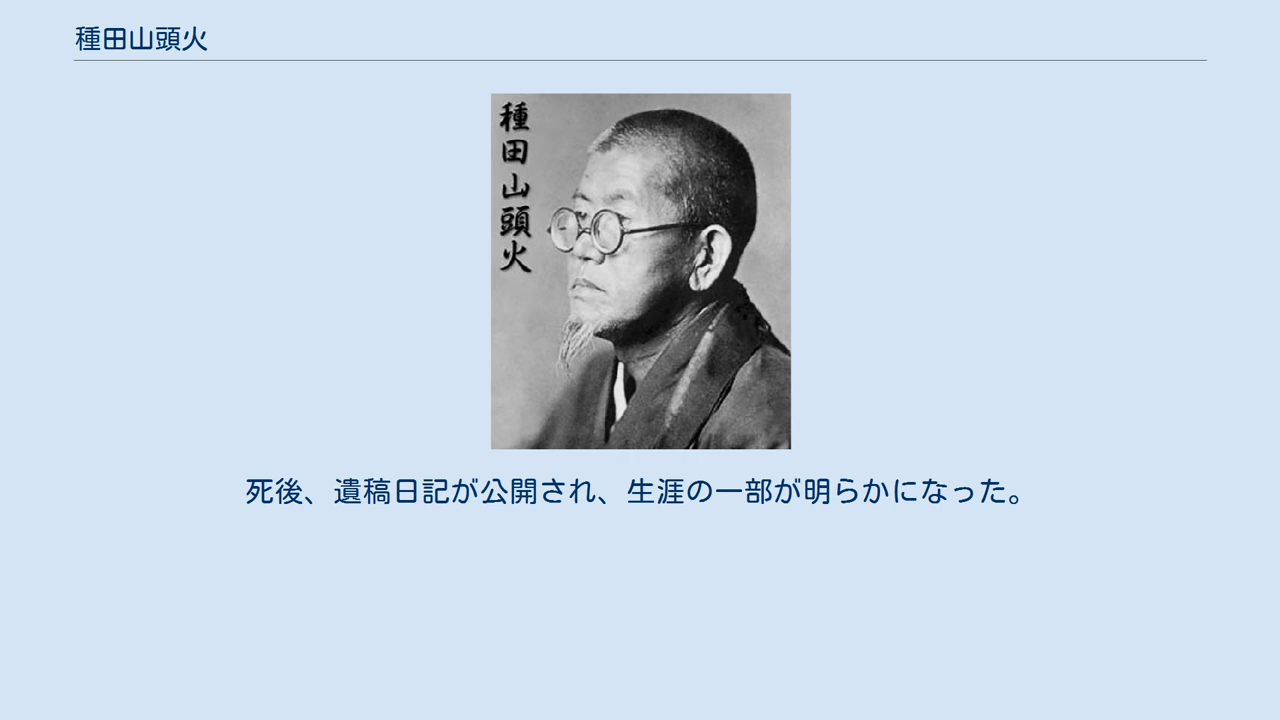 種田山頭火
種田山頭火
死後、遺稿日記が公開され、生涯の一部が明らかになった。